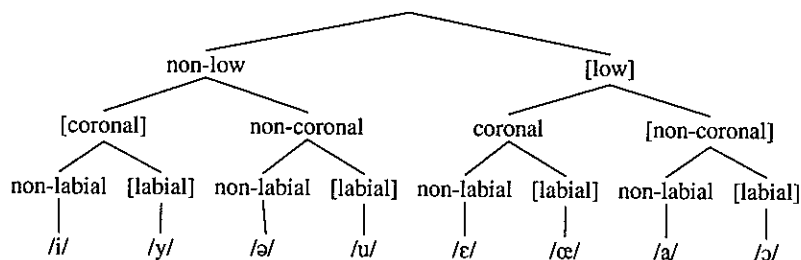 non-low [low]
[coronal] non-coronal coronal [non-coronal]
non-labial [labial] non-labial [labial] non-labial [labial] non-labial [labial]
/i/ /y/ /ə/ /u/ /ɛ/ /œ/ /a/ /ɔ/